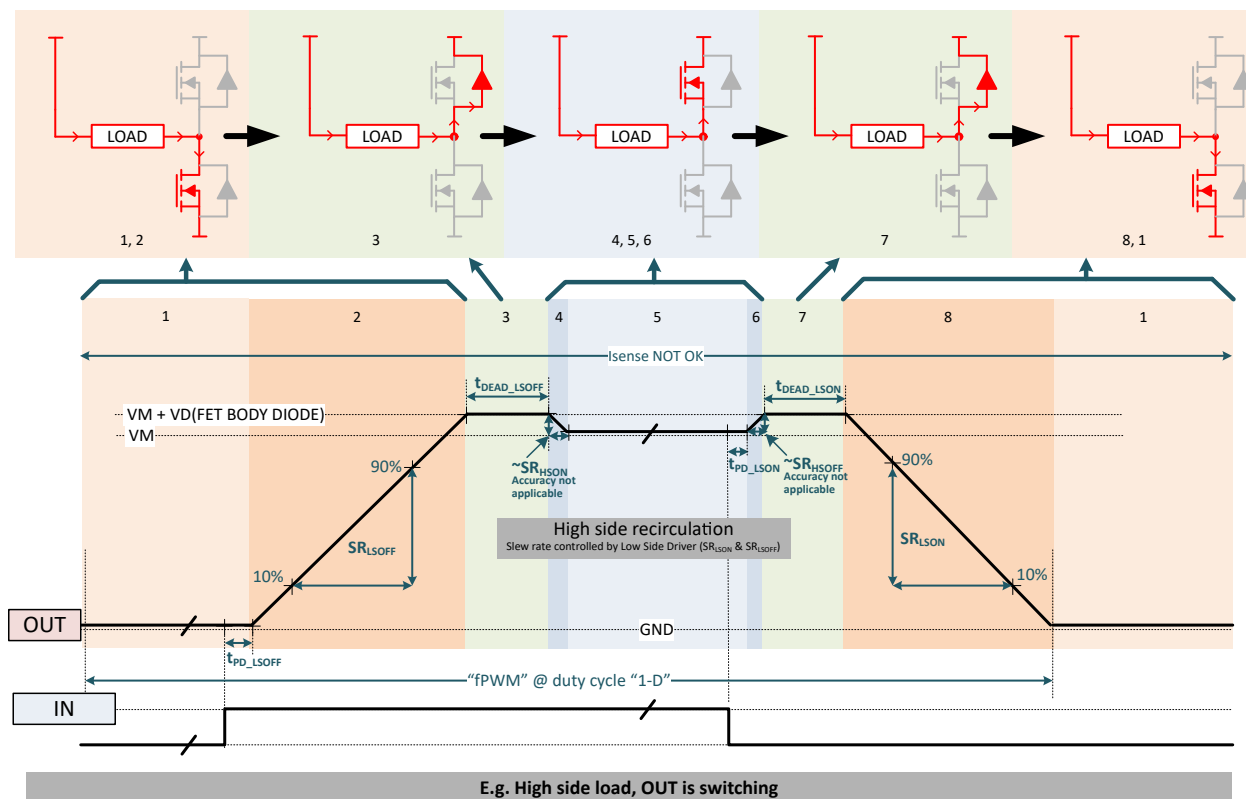 LOAD
LOAD
LOAD
LOAD
LOAD
1, 2
3
4, 5, 6
7
8, 1
1
2
3
4
5
6
7
8
1
Isense NOT OK
tDEAD_LSOFF
tDEAD_LSON
VM + VD(FET BODY DIODE)
VM
~SRHSON
Accuracy not
applicable
tPD_LSON
~SRHSOFF
Accuracy not
applicable
90%
90%
High side recirculation
Slew rate controlled by Low Side Driver (SRLSON & SRLSOFF)
SRLSOFF
SRLSON
10%
10%
OUT
GND
tPD_LSOFF
"fPWM" @ duty cycle "1-D"
IN
E.g. High side load, OUT is switching